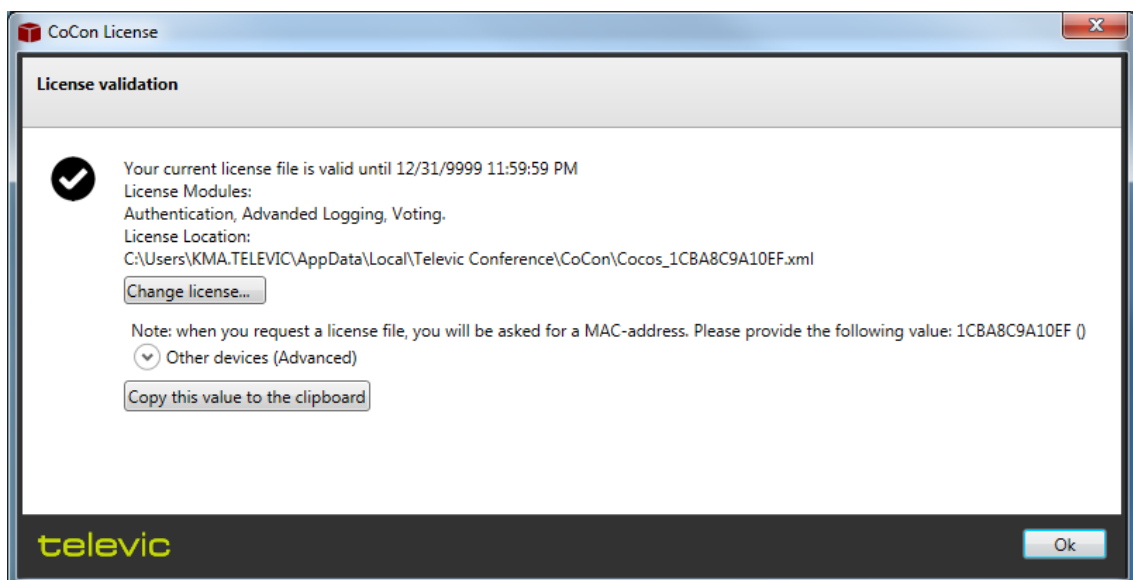 CoCon License
License validation
Your current license file is valid until 12/31/9999 11:59:59 PM
License Modules:
Authentication, Advanded Logging, Voting.
License Location:
C:\Users\KMA.TELEVIC\AppData\Local\Televic Conference\CoCon\Cocos_1CBA8C9A10EF.xml
Change license...
Note: when you request a license file, you will be asked for a MAC-address. Please provide the following value: 1CBA8C9A10EF ()
Other devices (Advanced)
Copy this value to the clipboard
televic
Ok